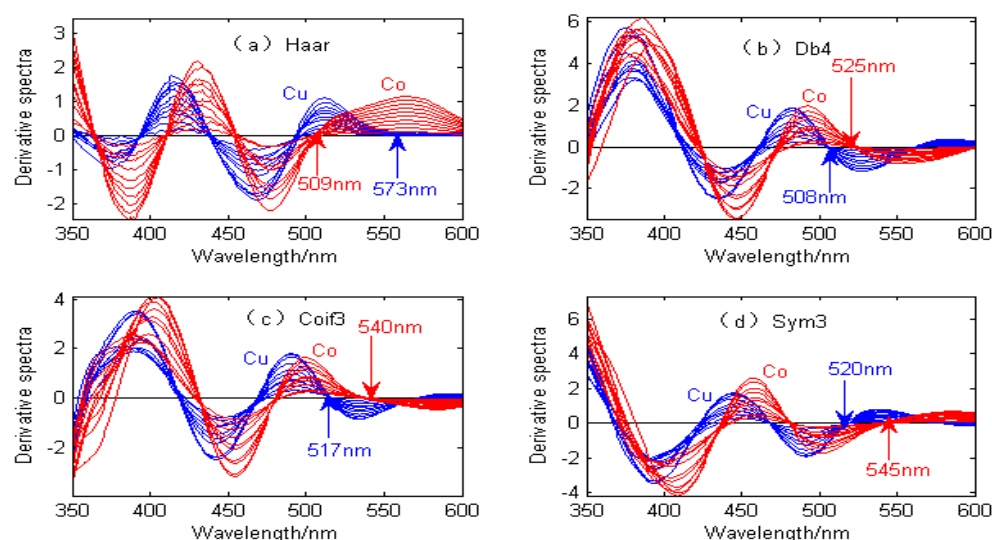 (a) Haar
Derivative spectra
3
2
1
0
-1
-2
Cu
Co
509nm
573nm
350 400 450 500 550 600
Wavelength/nm
(b) Db4
Derivative spectra
6
4
2
0
-2
Cu
Co
525nm
508nm
350 400 450 500 550 600
Wavelength/nm
(c) Coif3
Derivative spectra
4
2
0
-2
Cu
Co
540nm
517nm
350 400 450 500 550 600
Wavelength/nm
(d) Sym3
Derivative spectra
6
4
2
0
-2
-4
Cu
Co
520nm
545nm
350 400 450 500 550 600
Wavelength/nm